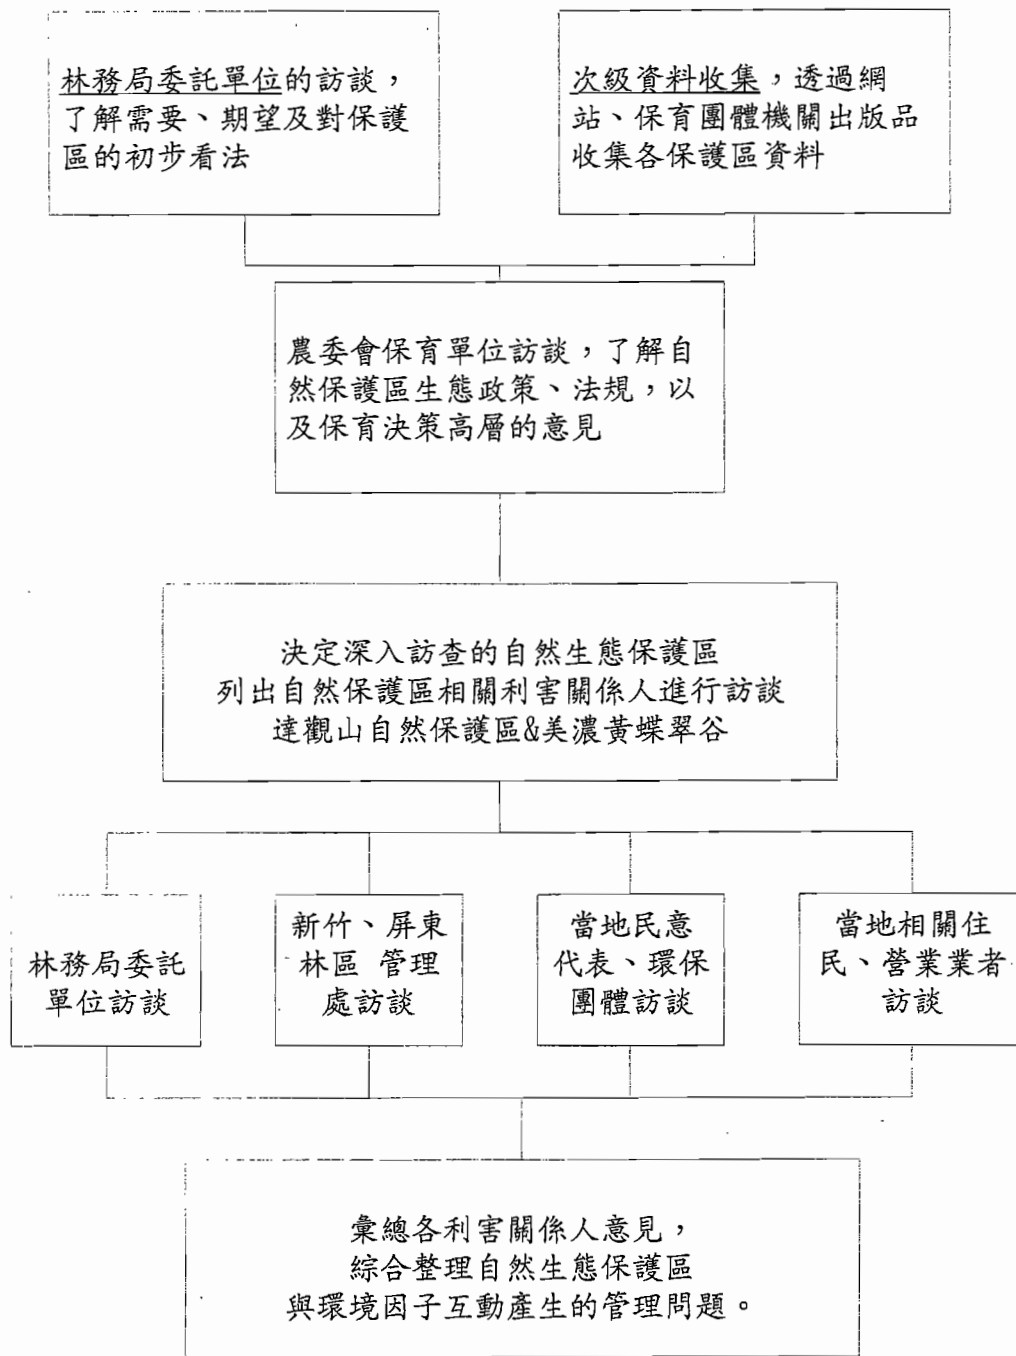 林務局委託單位的訪談，
了解需要、期望及對保護
區的初步看法
次級資料收集，透過網
站、保育團體機關出版品
收集各保護區資料
農委會保育單位訪談，了解自
然保護區生態政策、法規，以
及保育決策高層的意見
決定深入訪查的自然生態保護區
列出自然保護區相關利害關係人進行訪談
達觀山自然保護區&美濃黃蝶翠谷
林務局委託
單位訪談
新竹、屏東
林區 管理
處訪談
當地民意
代表、環保
團體訪談
當地相關住
民、營業業者
訪談
彙總各利害關係人意見，
綜合整理自然生態保護區
與環境因子互動產生的管理問題。